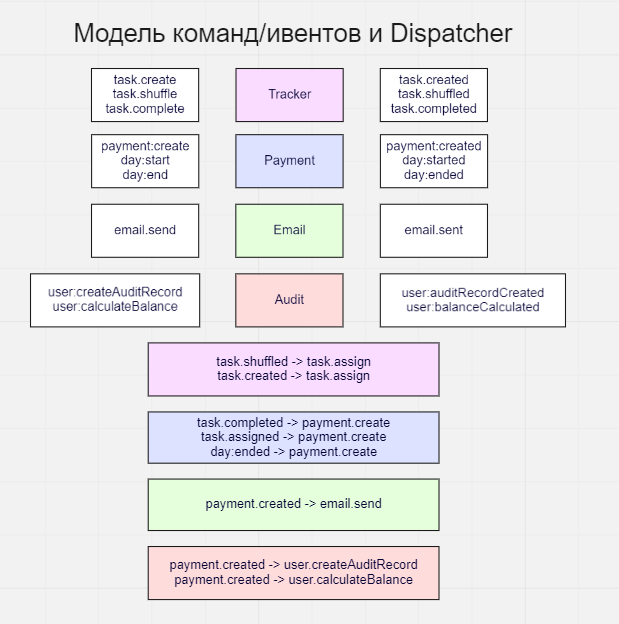 Модель команд/ивентов и Dispatcher
task.create
task.shuffle
task.complete
Tracker
task.created
task.shuffled
task.completed
payment:create
day:start
day:end
Payment
payment:created
day:started
day:ended
email.send
Email
email.sent
user:createAuditRecord
user:calculateBalance
Audit
user:auditRecordCreated
user:balanceCalculated
task.shuffled -> task.assign
task.created -> task.assign
task.completed -> payment.create
task.assigned -> payment.create
day:ended -> payment.create
payment.created -> email.send
payment.created -> user.createAuditRecord
payment.created -> user.calculateBalance